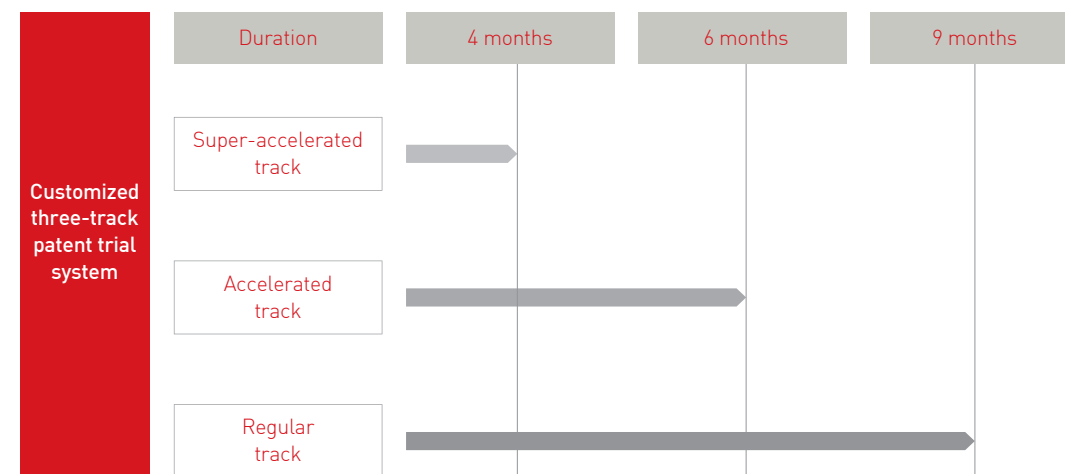 Duration
4 months
6 months
9 months
Super-accelerated
track
Customized
three-track
patent trial
system
Accelerated
track
Regular
track